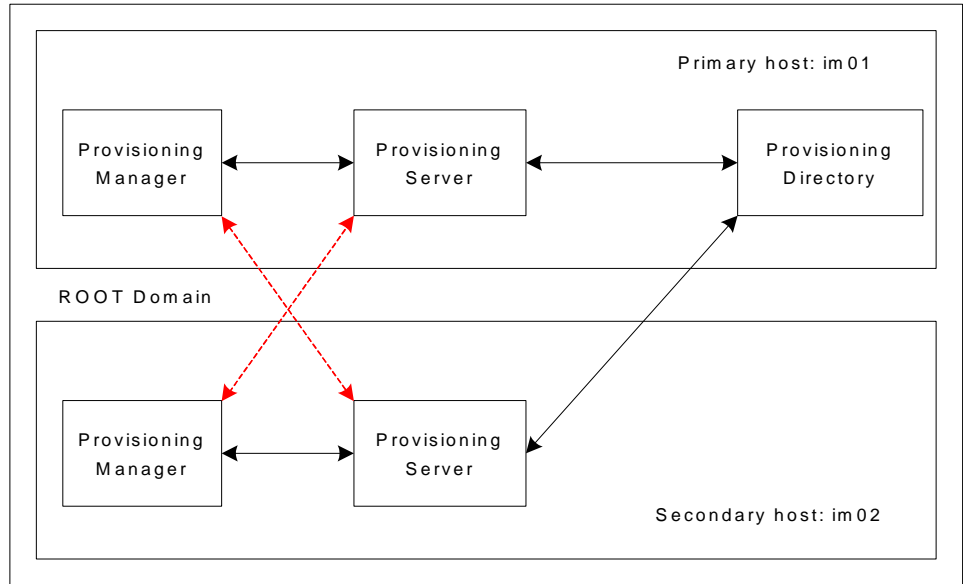 Primary host: im01
Provisioning
Manager
Provisioning
Server
Provisioning
Directory
ROOT Domain
Provisioning
Manager
Provisioning
Server
Secondary host: im02